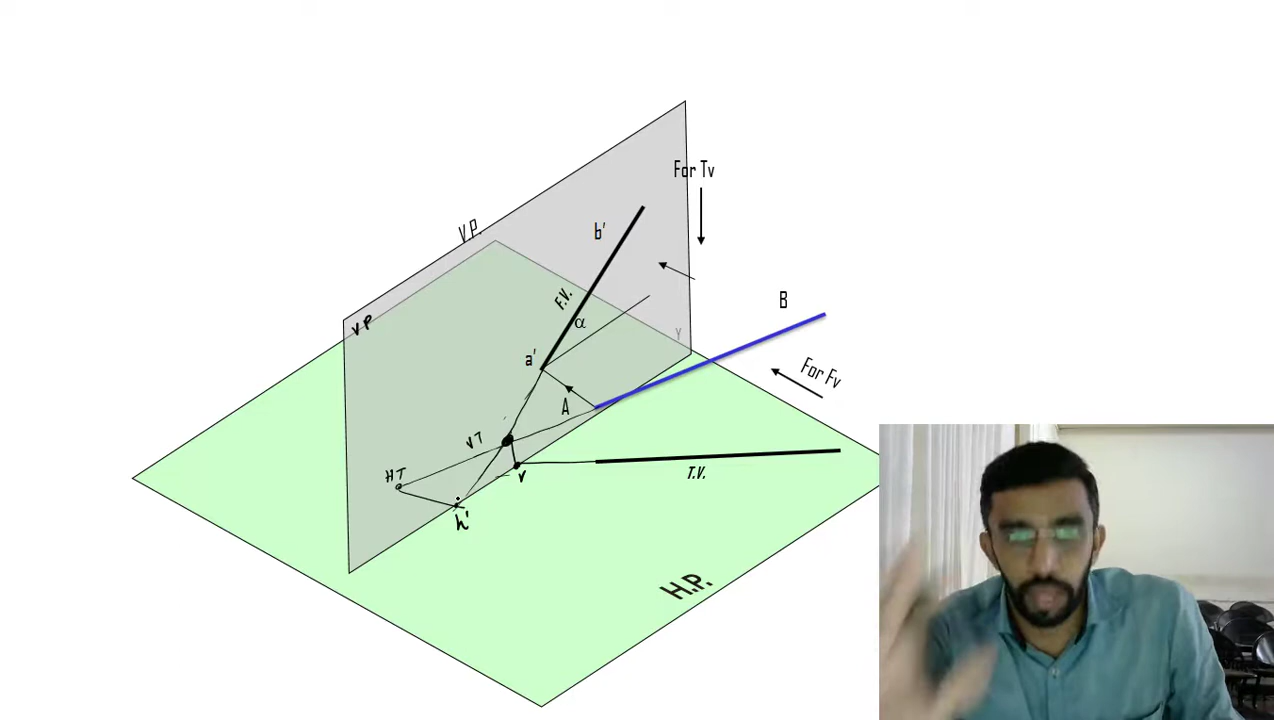 For Tv
V.P.
b'
B
F.V.
VP
α
Y
a'
For Fv
A
VT
HT
v
T.V.
h'
H.P.